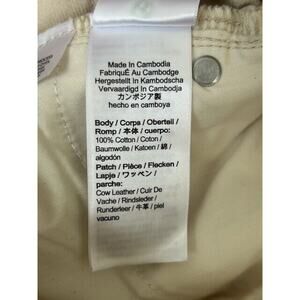 Made In Cambodia
FabriquÉ Au Cambodge
Hergestellt In Kambodscha
Vervaardigd In Cambodja
カンボジア製
hecho en camboya
Body / Corps / Oberteil /
Romp / 本体 / cuerpo:
100% Cotton / Coton /
Baumwolle / Katoen / 綿 /
algodón
Patch / Pièce / Flecken /
Lapje / ワッペン /
parche:
Cow Leather / Cuir De
Vache / Rindsleder /
Runderleer / 牛革 / piel
vacuno